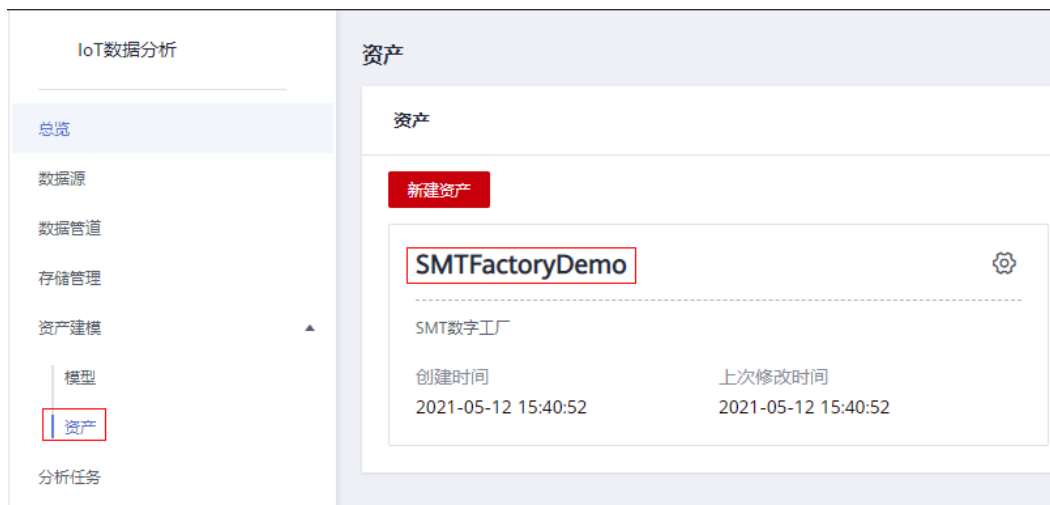 IoT数据分析
总览
数据源
数据管道
存储管理
资产建模
模型
资产
分析任务
资产
资产
新建资产
SMTFactoryDemo
SMT数字工厂
创建时间 上次修改时间
2021-05-12 15:40:52 2021-05-12 15:40:52